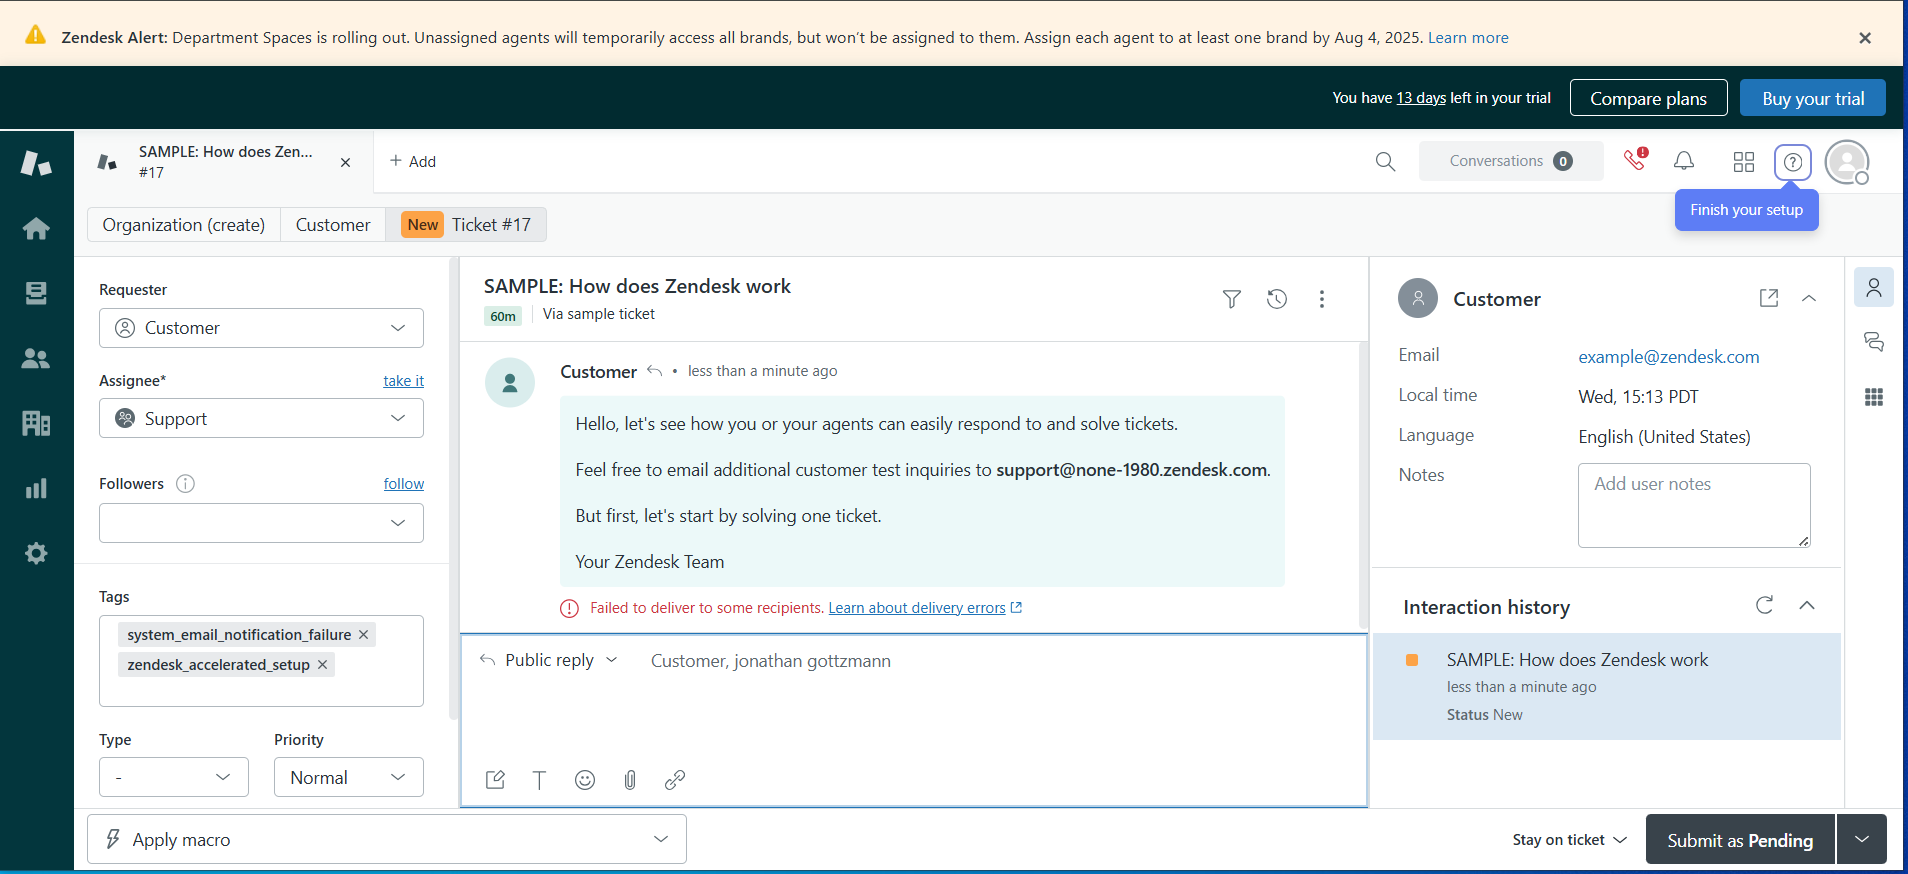 Zendesk Alert: Department Spaces is rolling out. Unassigned agents will temporarily access all brands, but won't be assigned to them. Assign each agent to at least one brand by Aug 4, 2025. Learn more
You have 13 days left in your trial
Compare plans
Buy your trial
SAMPLE: How does Zen...
#17
+ Add
Conversations 0
Finish your setup
Organization (create)
Customer
New Ticket #17
Requester
Customer
Assignee*
take it
Support
Followers
follow
Tags
system_email_notification_failure
zendesk_accelerated_setup
Type
Priority
-
Normal
SAMPLE: How does Zendesk work
60m
Via sample ticket
Customer • less than a minute ago
Hello, let's see how you or your agents can easily respond to and solve tickets.
Feel free to email additional customer test inquiries to support@none-1980.zendesk.com.
But first, let's start by solving one ticket.
Your Zendesk Team
Failed to deliver to some recipients. Learn about delivery errors
Public reply
Customer, jonathan gottzmann
Customer
Email
example@zendesk.com
Local time
Wed, 15:13 PDT
Language
English (United States)
Notes
Add user notes
Interaction history
SAMPLE: How does Zendesk work
less than a minute ago
Status New
Apply macro
Stay on ticket
Submit as Pending